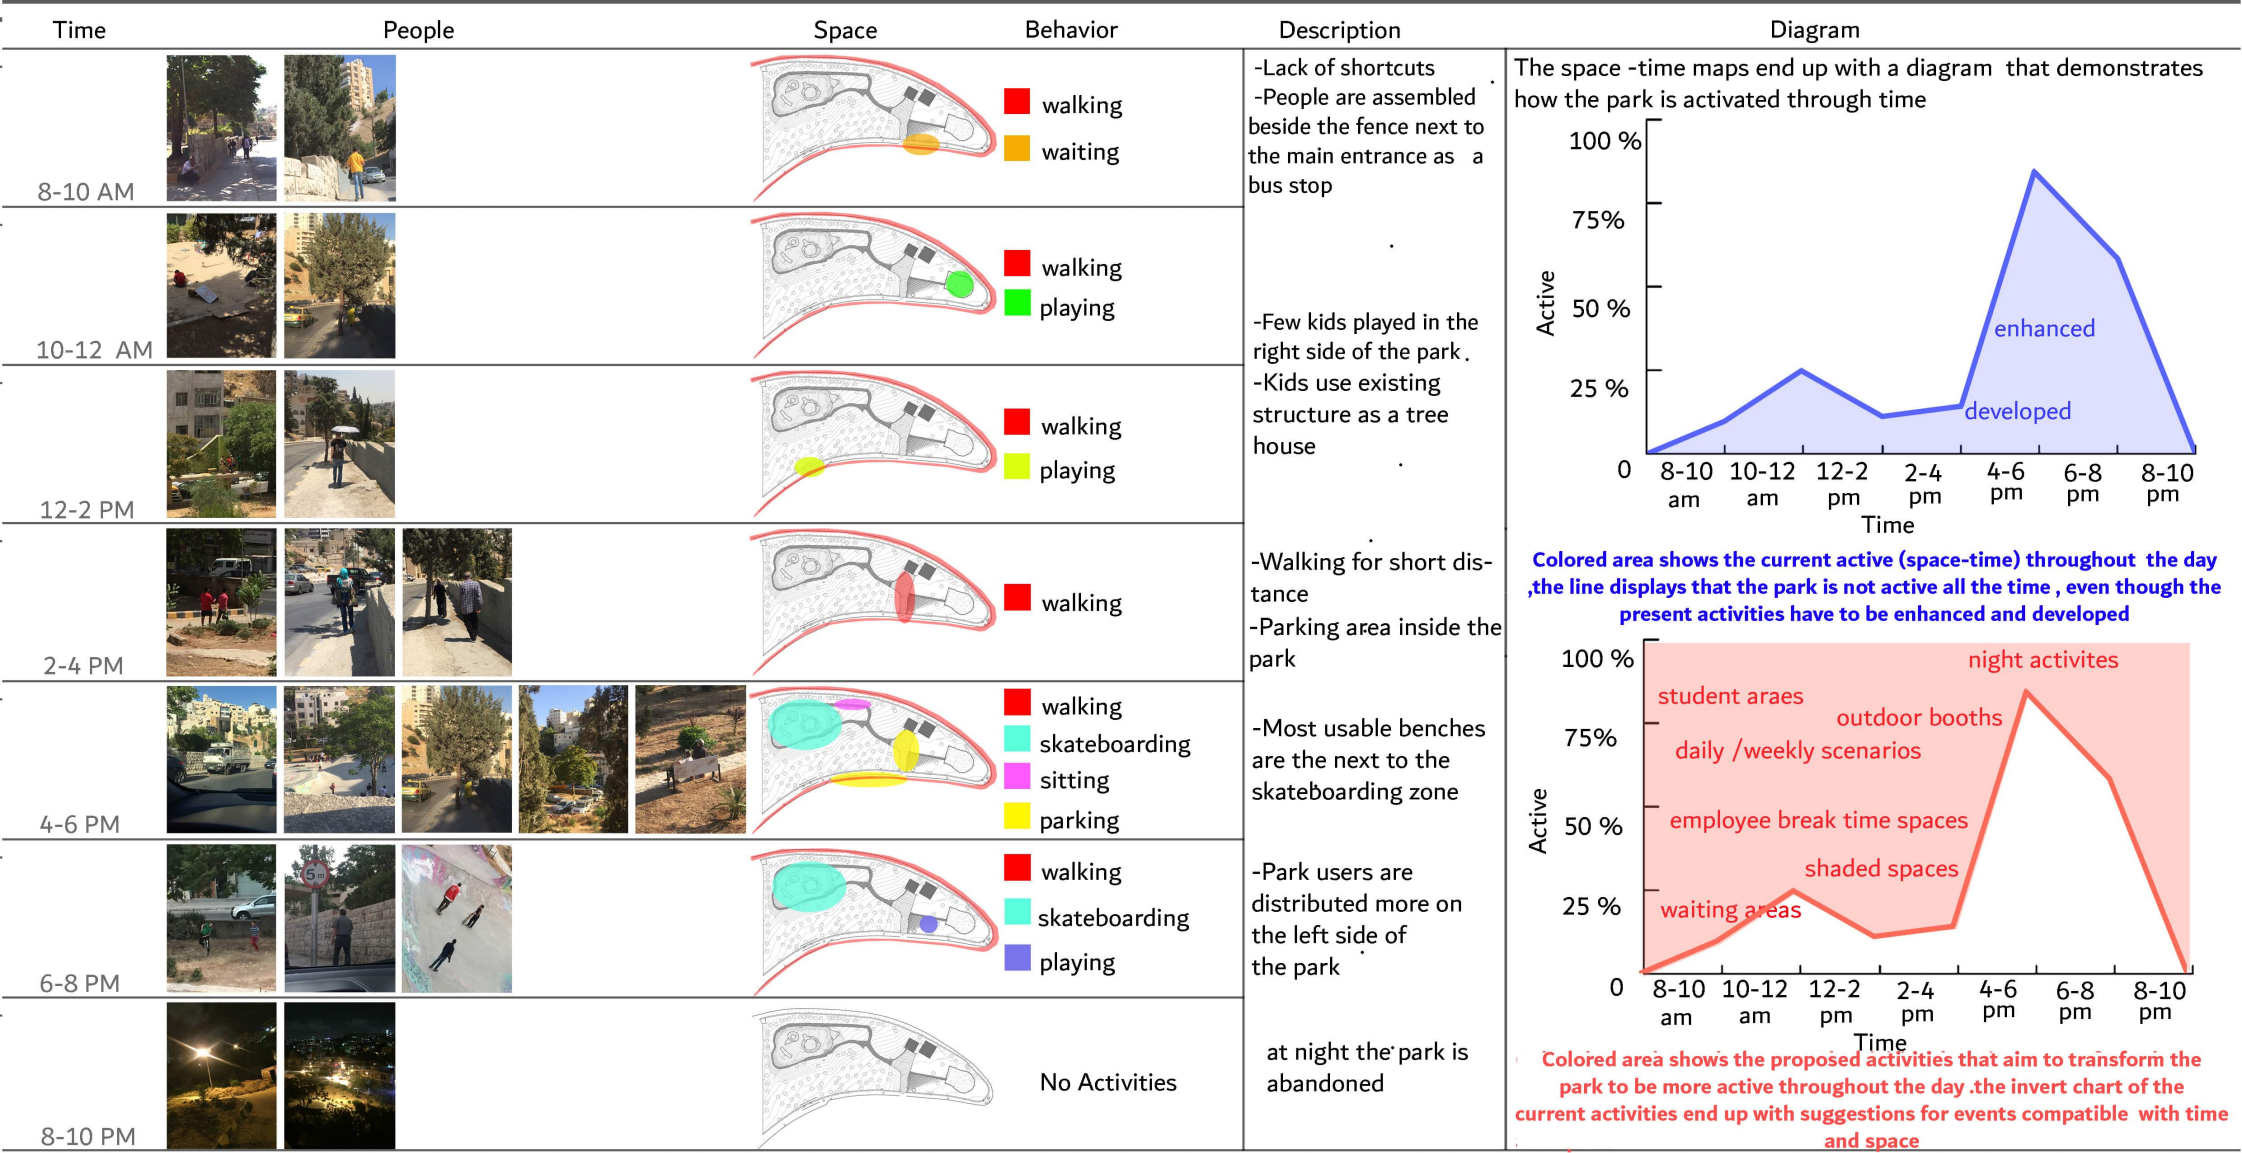 Time People Space Behavior Description Diagram
8-10 AM
walking
waiting
-Lack of shortcuts
-People are assembled
beside the fence next to
the main entrance as a
bus stop
10-12 AM
walking
playing
-Few kids played in the
right side of the park.
-Kids use existing
structure as a tree
house
12-2 PM
walking
playing
2-4 PM
walking
-Walking for short dis-
tance
-Parking area inside the
park
4-6 PM
walking
skateboarding
sitting
parking
-Most usable benches
are the next to the
skateboarding zone
6-8 PM
5 m
walking
skateboarding
playing
-Park users are
distributed more on
the left side of
the park
8-10 PM
No Activities
at night the park is
abandoned
The space -time maps end up with a diagram that demonstrates
how the park is activated through time
100 %
75%
50 %
25 %
0
Active
enhanced
developed
8-10 am
10-12 am
12-2 pm
2-4 pm
4-6 pm
6-8 pm
8-10 pm
Time
Colored area shows the current active (space-time) throughout the day
,the line displays that the park is not active all the time , even though the
present activities have to be enhanced and developed
100 %
75%
50 %
25 %
0
Active
night activites
student araes
outdoor booths
daily /weekly scenarios
employee break time spaces
shaded spaces
waiting areas
8-10 am
10-12 am
12-2 pm
2-4 pm
4-6 pm
6-8 pm
8-10 pm
Time
Colored area shows the proposed activities that aim to transform the
park to be more active throughout the day .the invert chart of the
current activities end up with suggestions for events compatible with time
and space